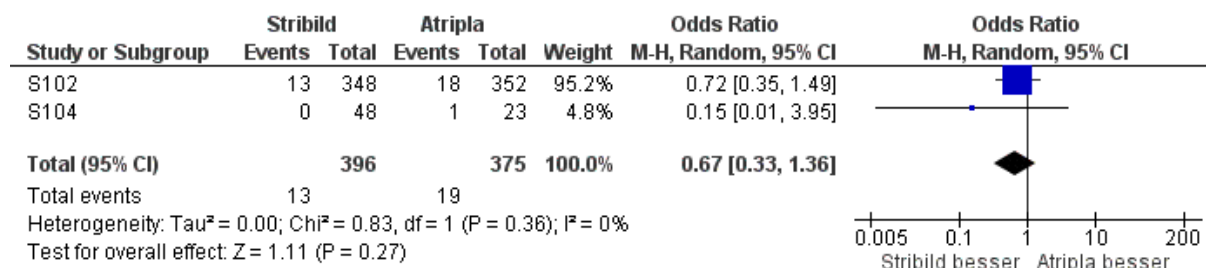 Stribild Atripla Odds Ratio Odds Ratio
Study or Subgroup Events Total Events Total Weight M-H, Random, 95% CI M-H, Random, 95% CI
S102 13 348 18 352 95.2% 0.72 [0.35, 1.49]
S104 0 48 1 23 4.8% 0.15 [0.01, 3.95]
Total (95% CI) 396 375 100.0% 0.67 [0.33, 1.36]
Total events 13 19
Heterogeneity: Tau² = 0.00; Chi² = 0.83, df = 1 (P = 0.36); I² = 0%
Test for overall effect: Z = 1.11 (P = 0.27)
0.005 0.1 1 10 200
Stribild besser Atripla besser